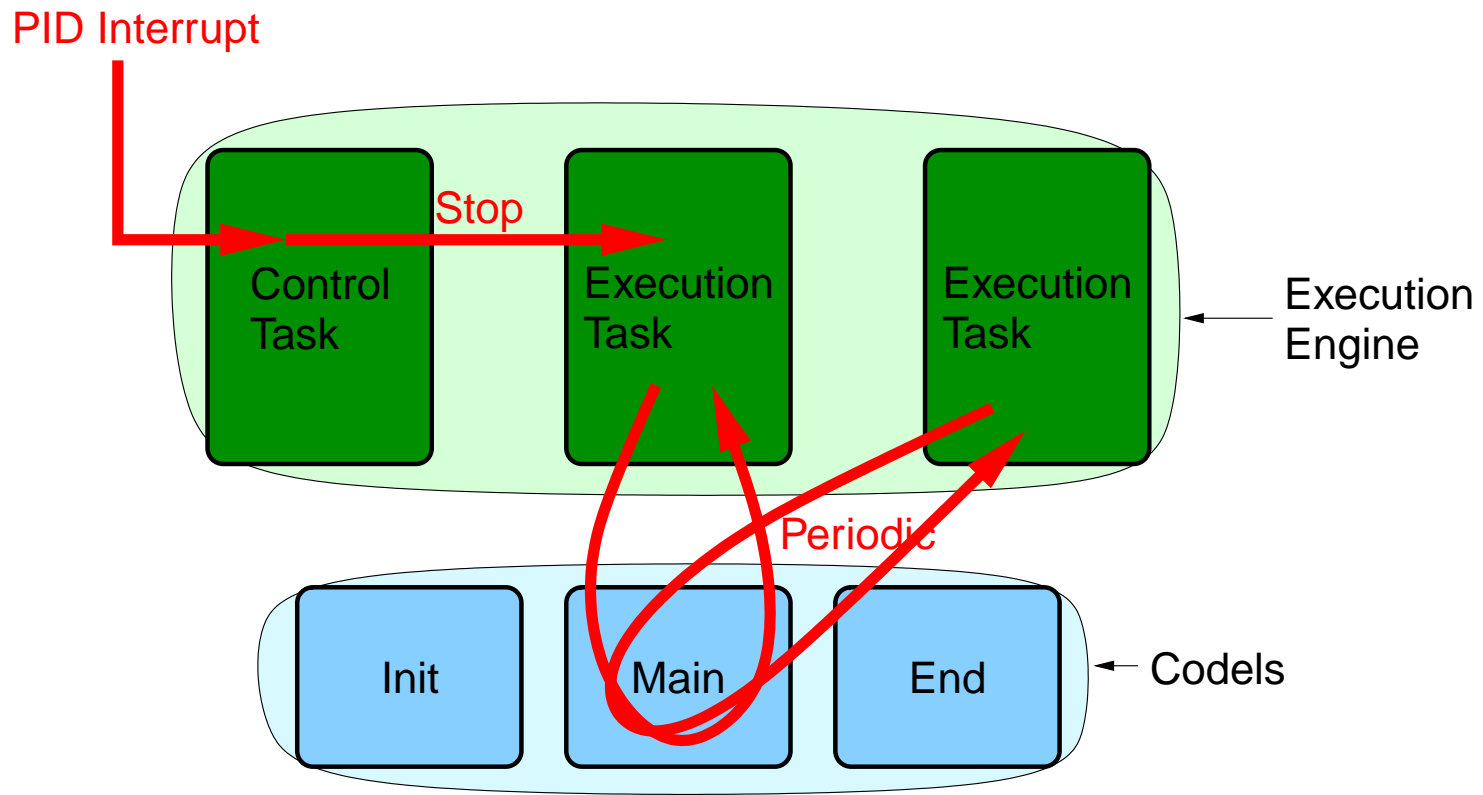 PID Interrupt
Stop
Control
Task
Execution
Task
Execution
Task
Execution
Engine
Periodic
Init
Main
End
Codels